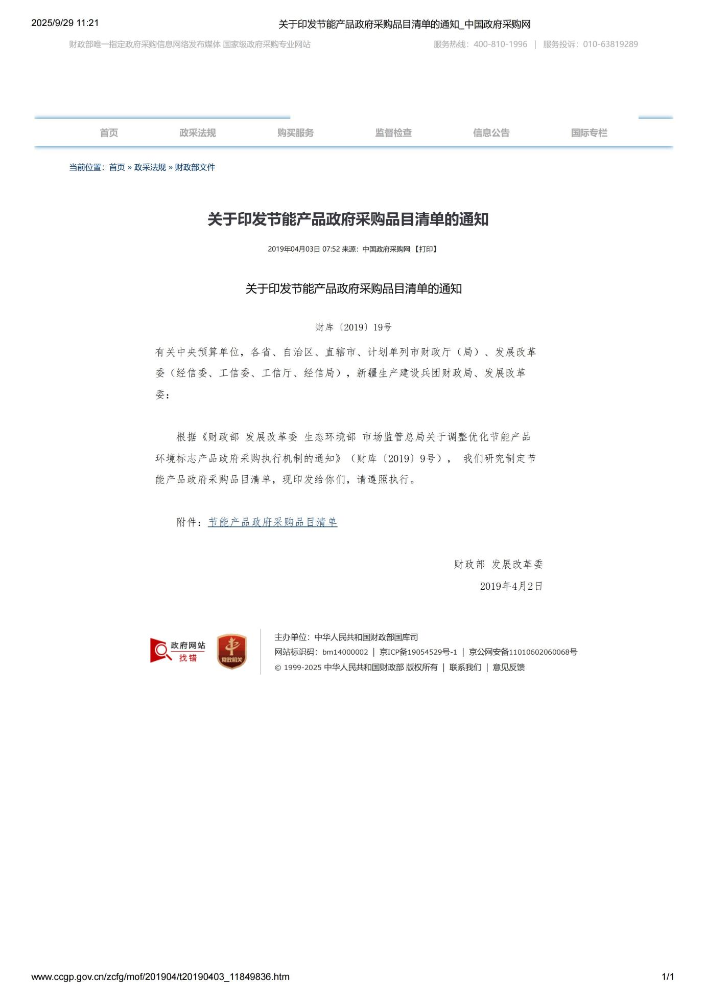 2025/9/29 11:21
关于印发节能产品政府采购品目清单的通知_中国政府采购网
财政部唯一指定政府采购信息网络发布媒体 国家级政府采购专业网站
服务热线：400-810-1996 | 服务投诉：010-63819289
首页 政采法规 购买服务 监督检查 信息公告 国际专栏
当前位置：首页 » 政采法规 » 财政部文件
关于印发节能产品政府采购品目清单的通知
2019年04月03日 07:52 来源：中国政府采购网 【打印】
关于印发节能产品政府采购品目清单的通知
财库〔2019〕19号
有关中央预算单位，各省、自治区、直辖市、计划单列市财政厅（局）、发展改革
委（经信委、工信委、工信厅、经信局），新疆生产建设兵团财政局、发展改革
委：
根据《财政部 发展改革委 生态环境部 市场监管总局关于调整优化节能产品
环境标志产品政府采购执行机制的通知》（财库〔2019〕9号）， 我们研究制定节
能产品政府采购品目清单，现印发给你们，请遵照执行。
附件：节能产品政府采购品目清单
财政部 发展改革委
2019年4月2日
政府网站
找错
党政机关
主办单位：中华人民共和国财政部国库司
网站标识码：bm14000002 | 京ICP备19054529号-1 | 京公网安备11010602060068号
© 1999-2025 中华人民共和国财政部 版权所有 | 联系我们 | 意见反馈
www.ccgp.gov.cn/zcfg/mof/201904/t20190403_11849836.htm
1/1